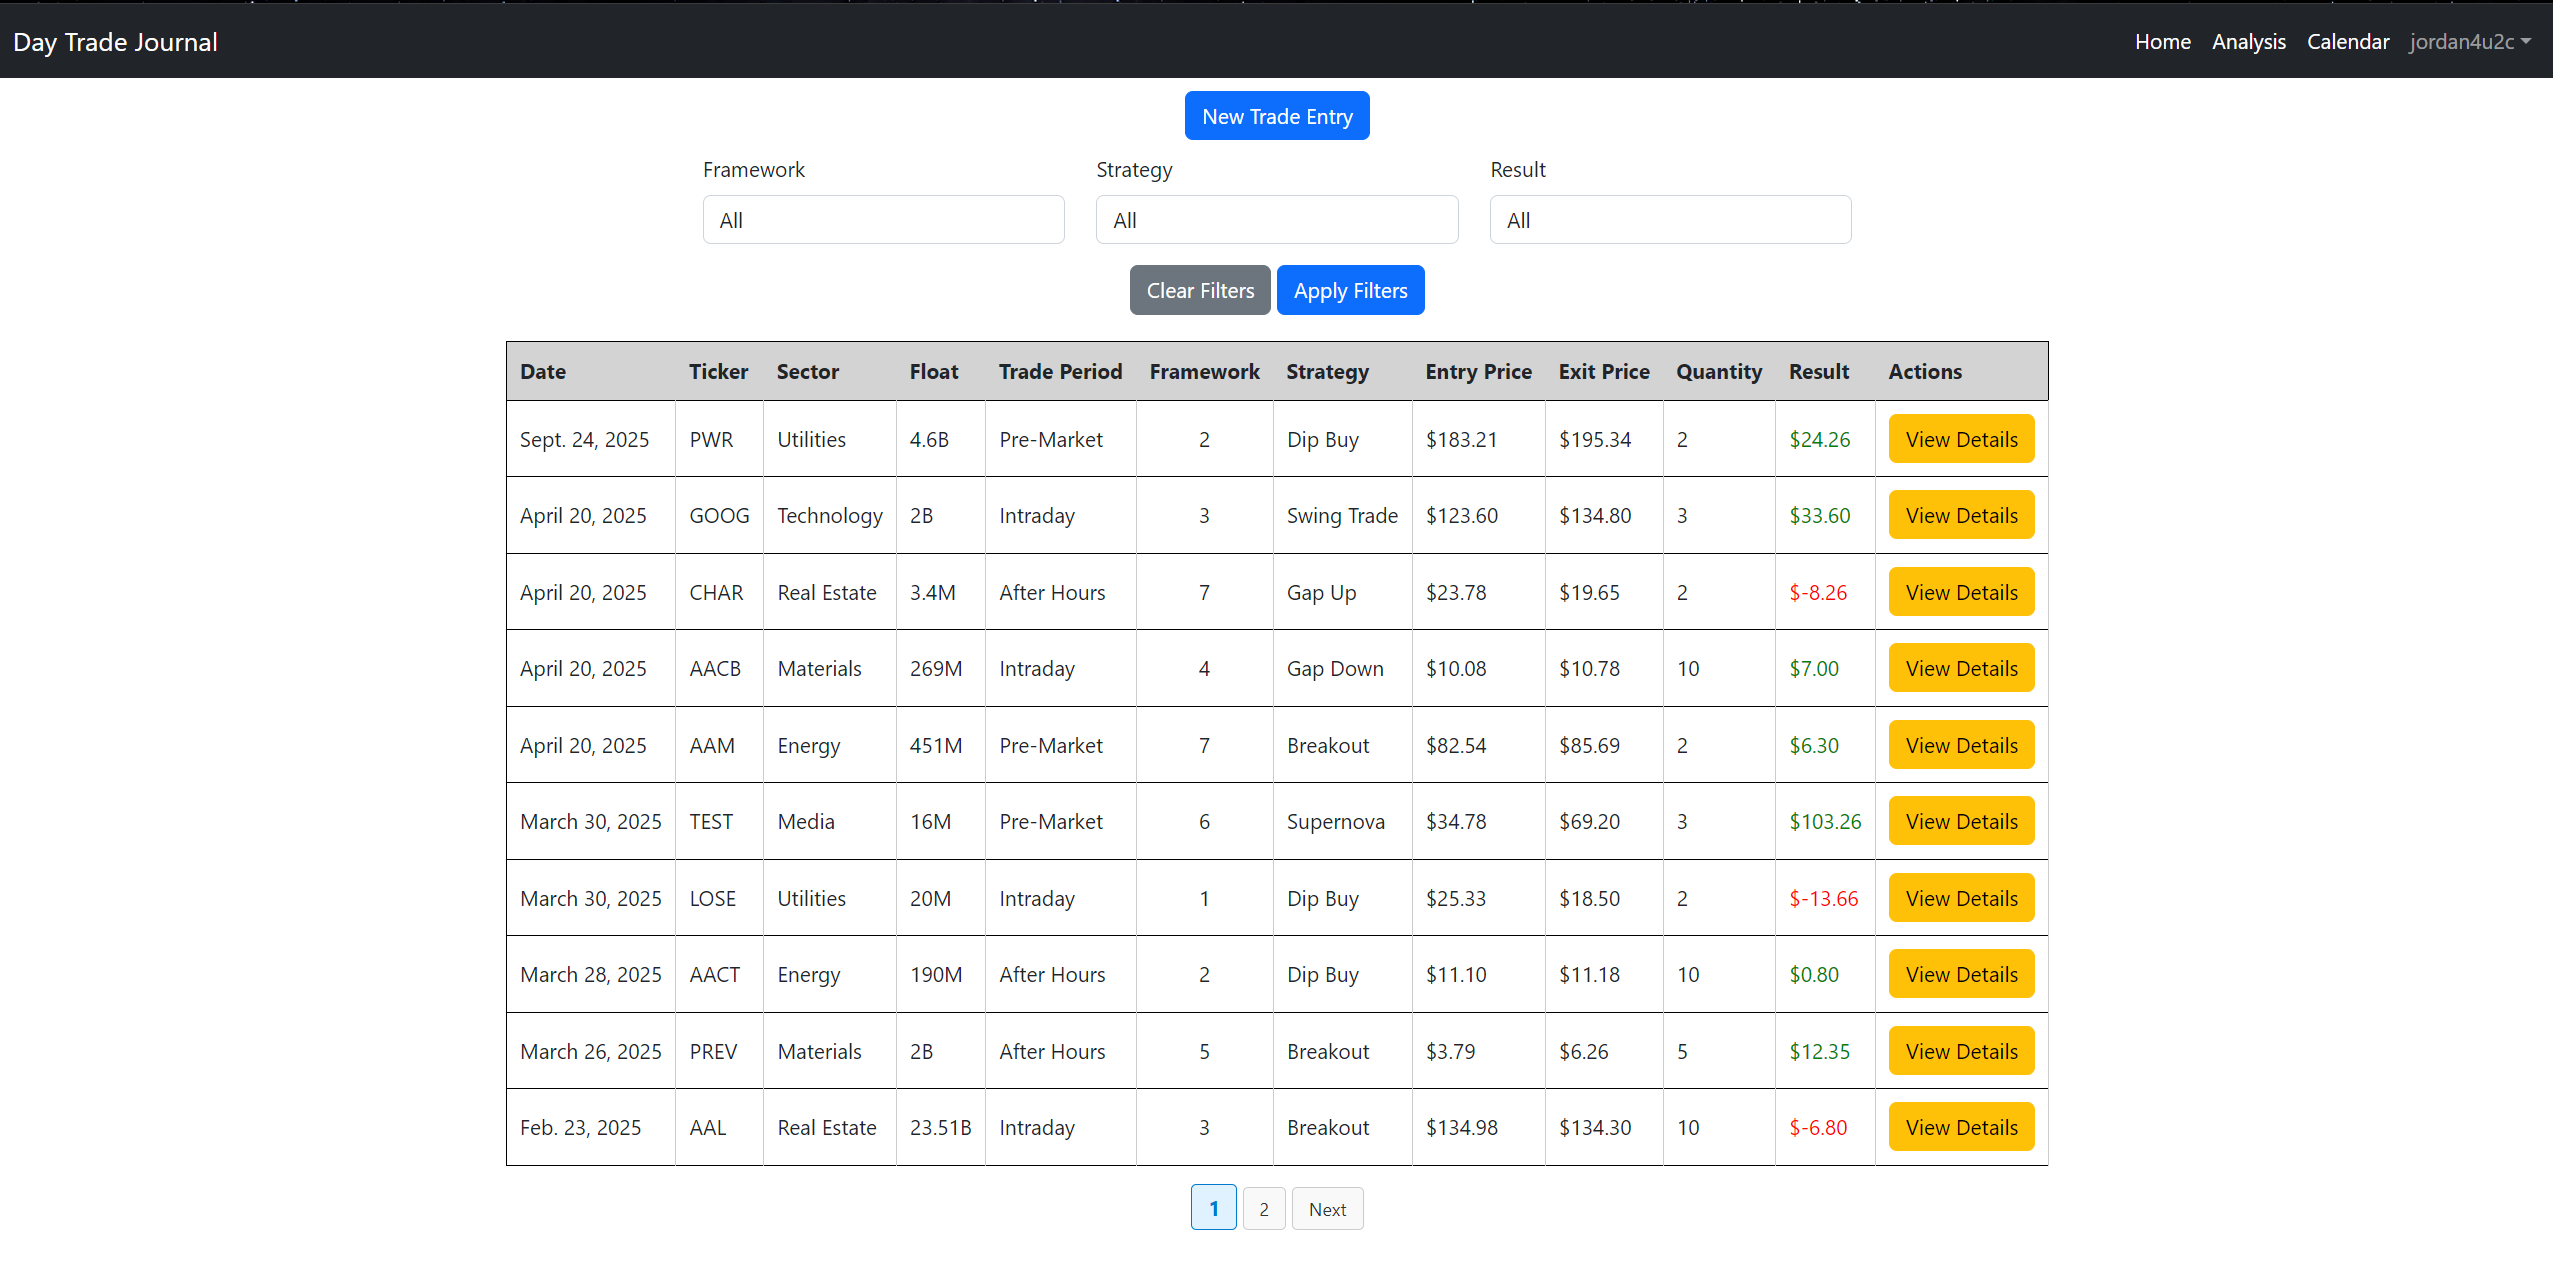 Day Trade Journal Home Analysis Calendar jordan4u2c
New Trade Entry
Framework Strategy Result
All All All
Clear Filters Apply Filters
Date Ticker Sector Float Trade Period Framework Strategy Entry Price Exit Price Quantity Result Actions
Sept. 24, 2025 PWR Utilities 4.6B Pre-Market 2 Dip Buy $183.21 $195.34 2 $24.26 View Details
April 20, 2025 GOOG Technology 2B Intraday 3 Swing Trade $123.60 $134.80 3 $33.60 View Details
April 20, 2025 CHAR Real Estate 3.4M After Hours 7 Gap Up $23.78 $19.65 2 $-8.26 View Details
April 20, 2025 AACB Materials 269M Intraday 4 Gap Down $10.08 $10.78 10 $7.00 View Details
April 20, 2025 AAM Energy 451M Pre-Market 7 Breakout $82.54 $85.69 2 $6.30 View Details
March 30, 2025 TEST Media 16M Pre-Market 6 Supernova $34.78 $69.20 3 $103.26 View Details
March 30, 2025 LOSE Utilities 20M Intraday 1 Dip Buy $25.33 $18.50 2 $-13.66 View Details
March 28, 2025 AACT Energy 190M After Hours 2 Dip Buy $11.10 $11.18 10 $0.80 View Details
March 26, 2025 PREV Materials 2B After Hours 5 Breakout $3.79 $6.26 5 $12.35 View Details
Feb. 23, 2025 AAL Real Estate 23.51B Intraday 3 Breakout $134.98 $134.30 10 $-6.80 View Details
1 2 Next